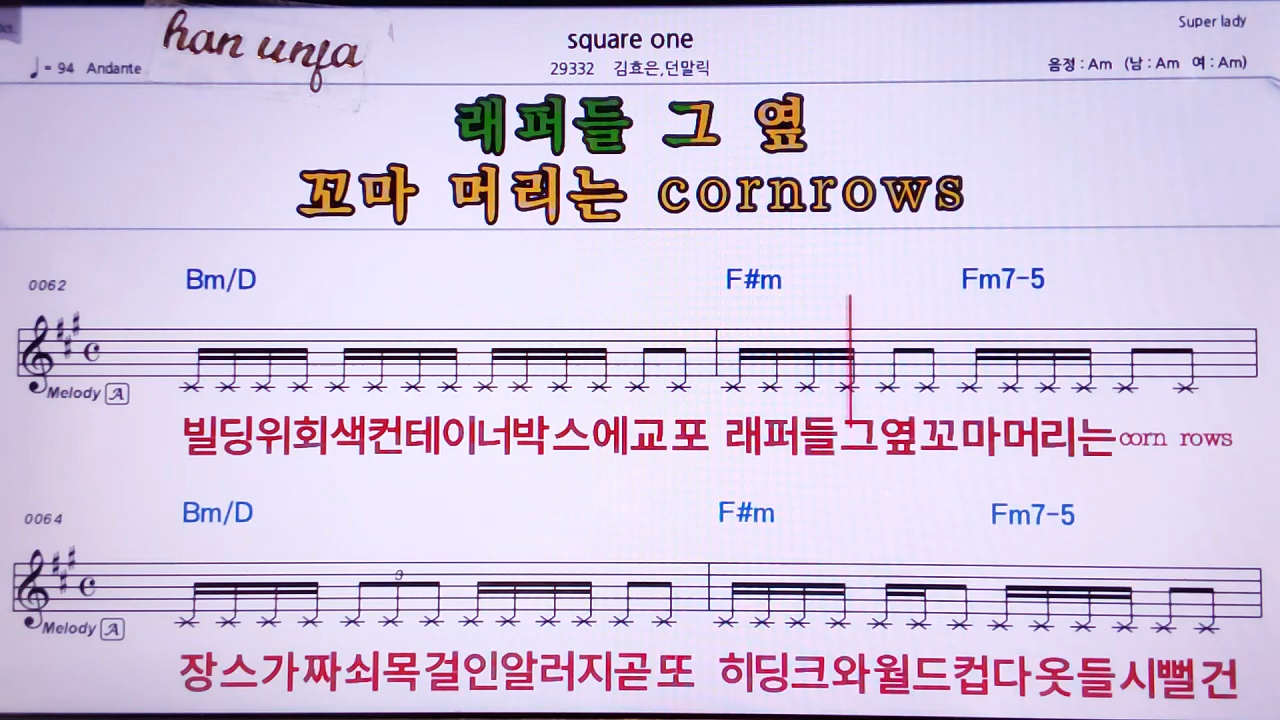 han unja
square one
Super lady
♩= 94 Andante
29332 김효은,던말릭
음정 : Am (남 : Am 여 : Am)
래퍼들 그 옆
꼬마 머리는 cornrows
0062
Bm/D F#m Fm7-5
Melody A
빌딩위회색컨테이너박스에교포 래퍼들그옆꼬마머리는corn rows
0064
Bm/D F#m Fm7-5
3
Melody A
장스가짜쇠목걸인알러지곧또 히딩크와월드컵다옷들시뻘건